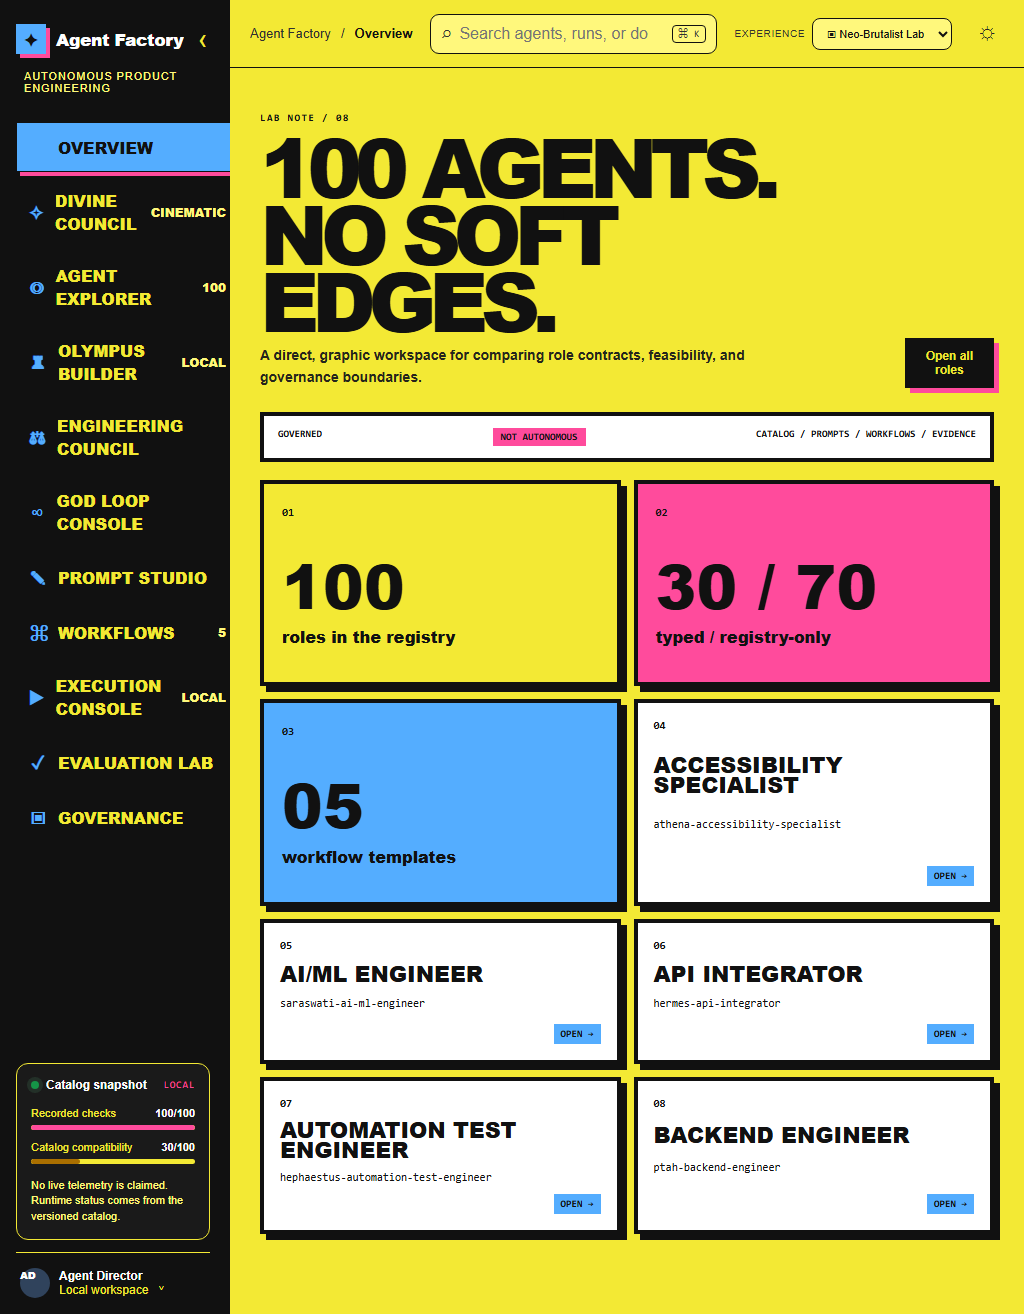 Agent Factory
AUTONOMOUS PRODUCT
ENGINEERING
OVERVIEW
DIVINE
COUNCIL
CINEMATIC
AGENT
EXPLORER
100
OLYMPUS
BUILDER
LOCAL
ENGINEERING
COUNCIL
GOD LOOP
CONSOLE
PROMPT STUDIO
WORKFLOWS
5
EXECUTION
CONSOLE
LOCAL
EVALUATION LAB
GOVERNANCE
Catalog snapshot
LOCAL
Recorded checks
100/100
Catalog compatibility
30/100
No live telemetry is claimed.
Runtime status comes from the
versioned catalog.
AD
Agent Director
Local workspace
Agent Factory / Overview
Search agents, runs, or do
⌘ K
EXPERIENCE
Neo-Brutalist Lab
LAB NOTE / 08
100 AGENTS.
NO SOFT
EDGES.
A direct, graphic workspace for comparing role contracts, feasibility, and
governance boundaries.
Open all
roles
GOVERNED
NOT AUTONOMOUS
CATALOG / PROMPTS / WORKFLOWS / EVIDENCE
01
100
roles in the registry
02
30 / 70
typed / registry-only
03
05
workflow templates
04
ACCESSIBILITY
SPECIALIST
athena-accessibility-specialist
OPEN →
05
AI/ML ENGINEER
saraswati-ai-ml-engineer
OPEN →
06
API INTEGRATOR
hermes-api-integrator
OPEN →
07
AUTOMATION TEST
ENGINEER
hephaestus-automation-test-engineer
OPEN →
08
BACKEND ENGINEER
ptah-backend-engineer
OPEN →